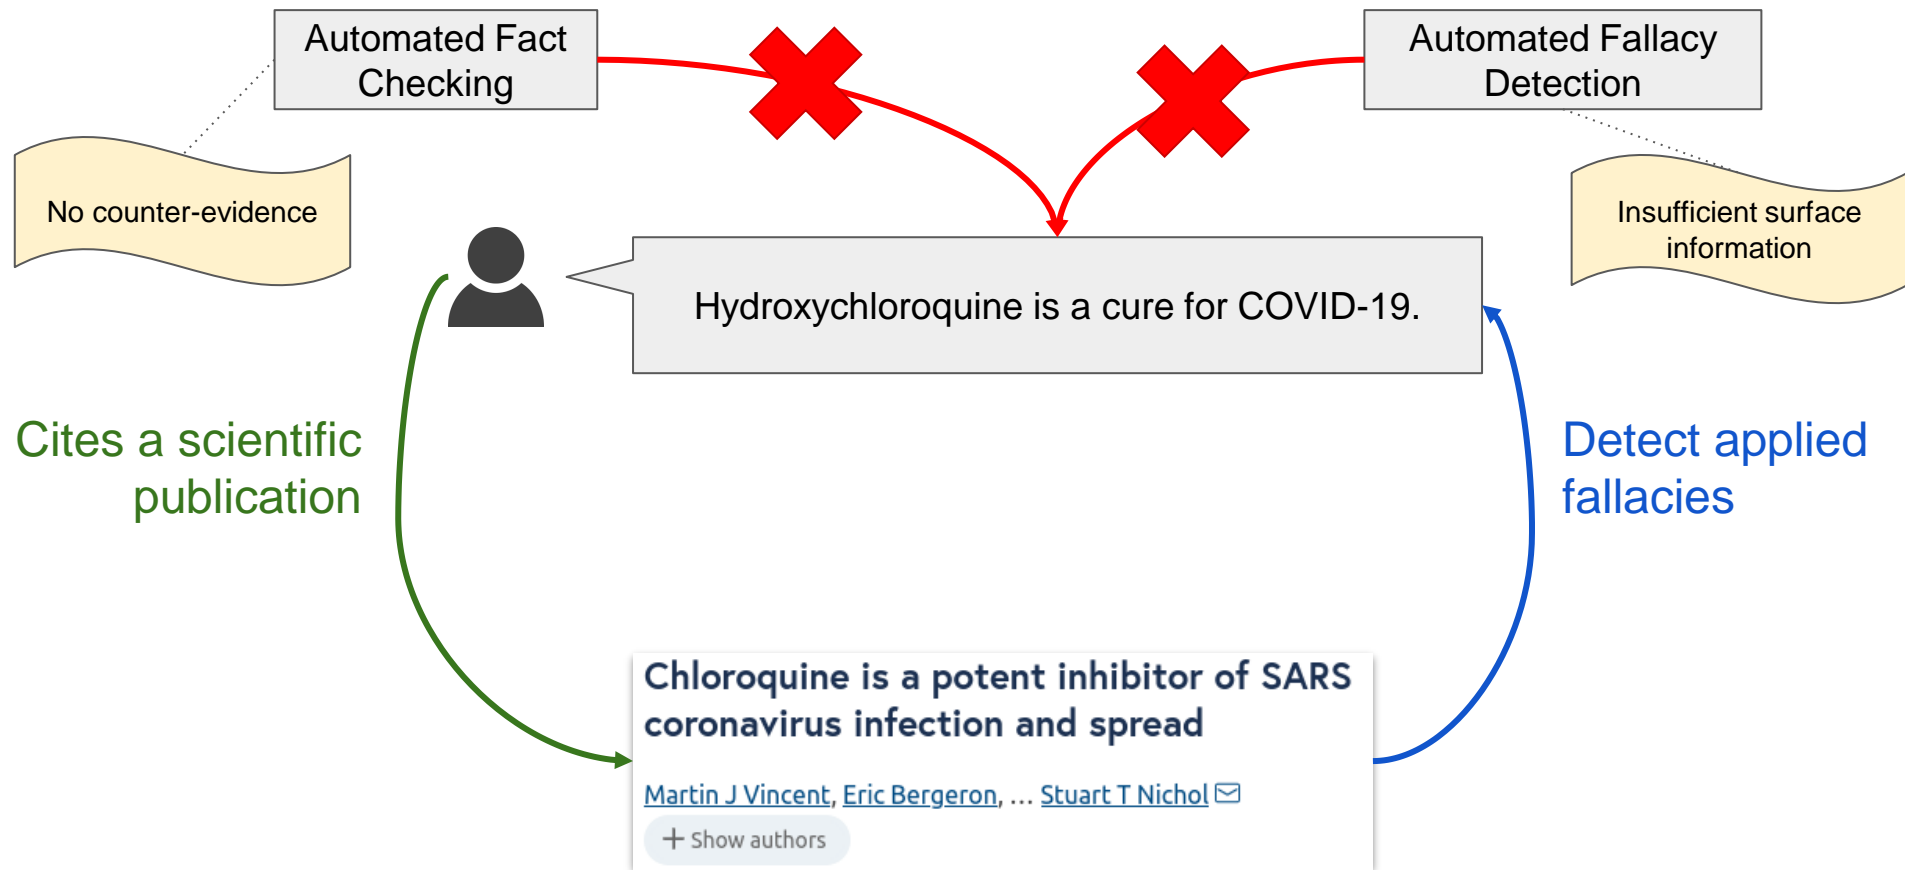 Automated Fact
Checking
Automated Fallacy
Detection
No counter-evidence
Insufficient surface
information
Hydroxychloroquine is a cure for COVID-19.
Cites a scientific
publication
Detect applied
fallacies
Chloroquine is a potent inhibitor of SARS
coronavirus infection and spread
Martin J Vincent, Eric Bergeron, … Stuart T Nichol
+ Show authors